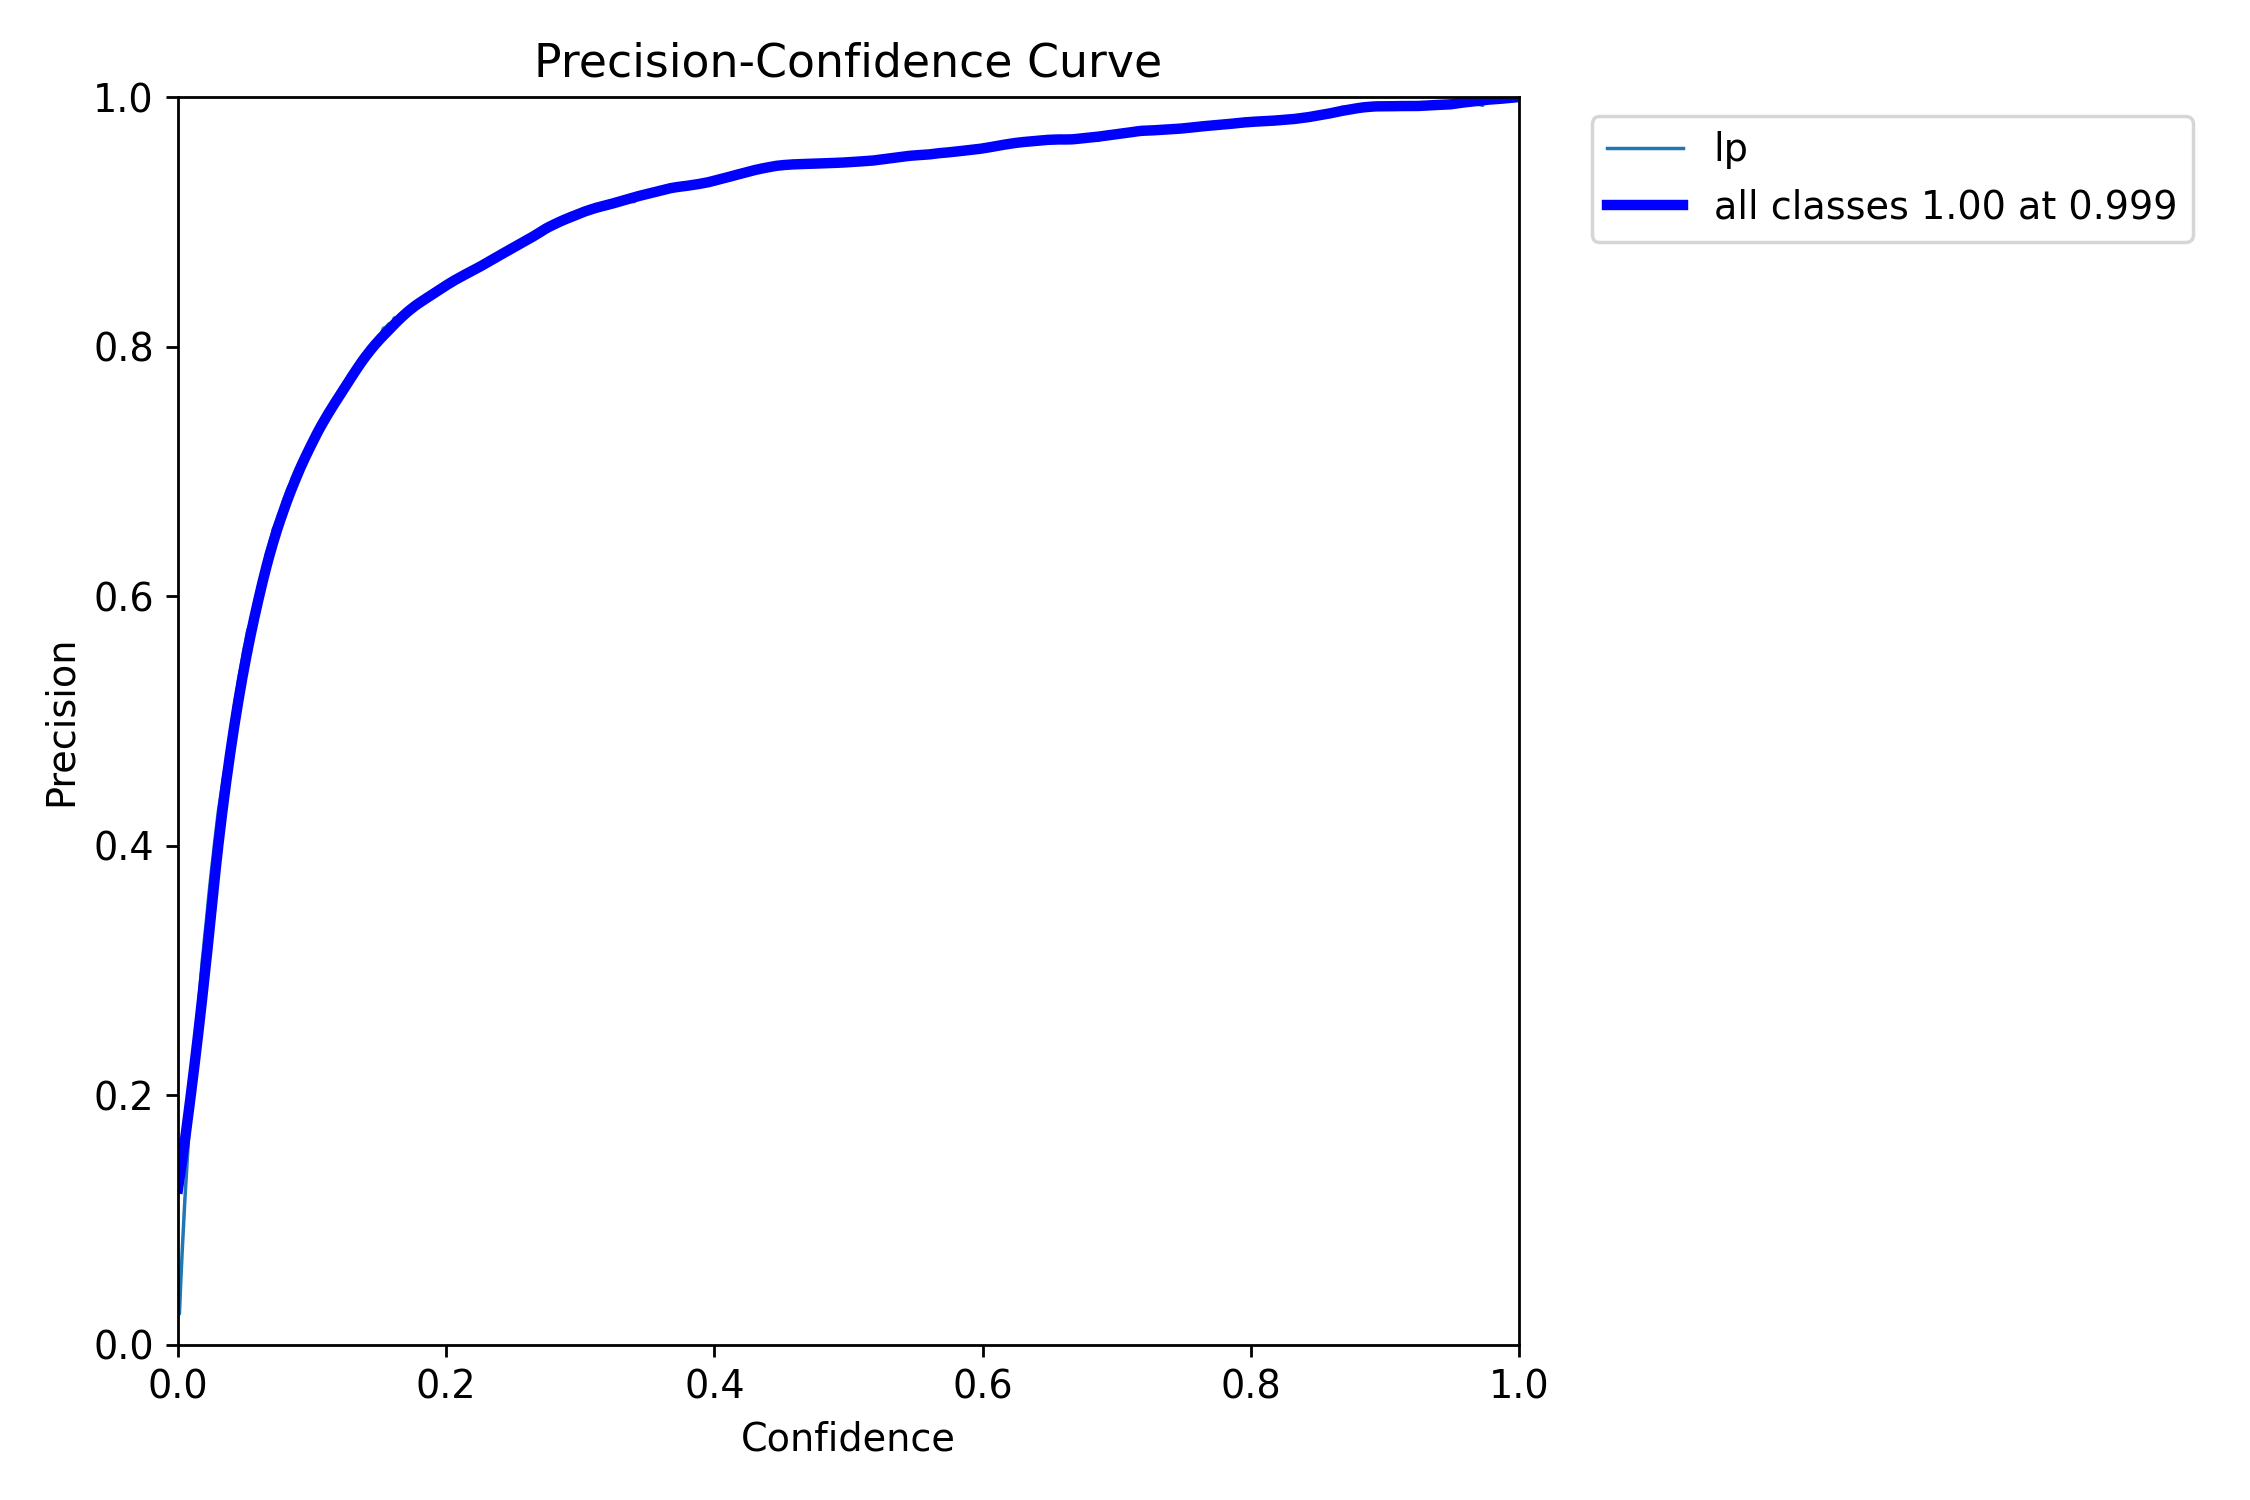 Precision-Confidence Curve
1.0
0.8
0.6
0.4
0.2
0.0
Precision
0.0 0.2 0.4 0.6 0.8 1.0
Confidence
lp
all classes 1.00 at 0.999